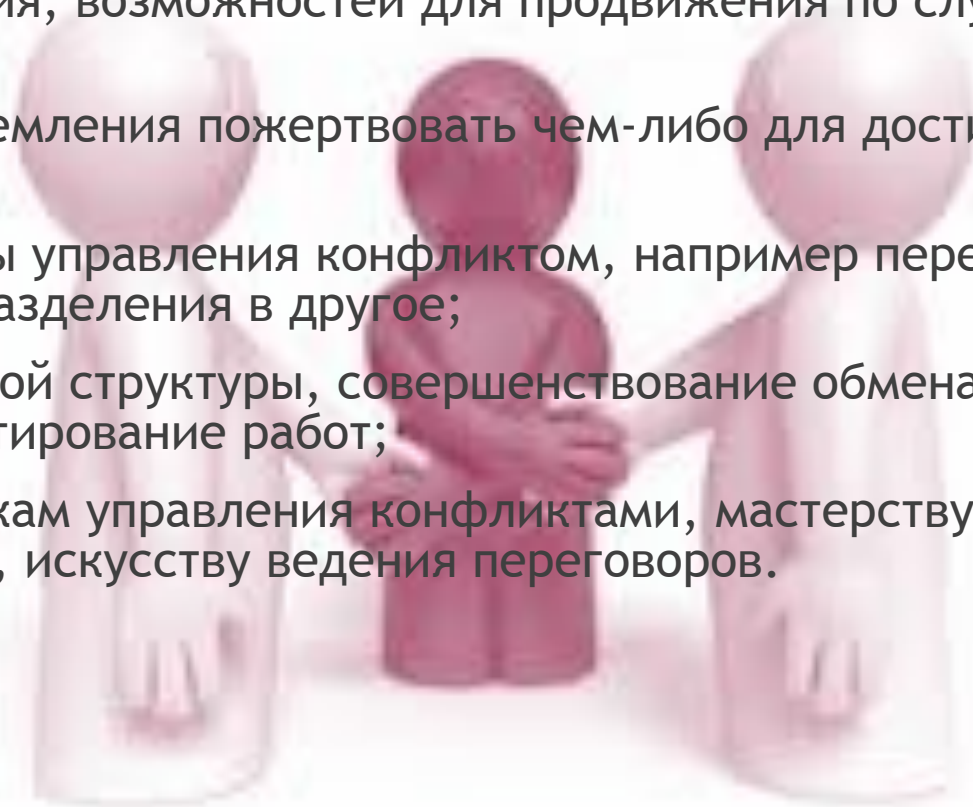 ия, возможностей для продвижения по слу
емления пожертвовать чем-либо для дости
ы управления конфликтом, например пере
азделения в другое;
ой структуры, совершенствование обмена
тирование работ;
кам управления конфликтами, мастерству
, искусству ведения переговоров.